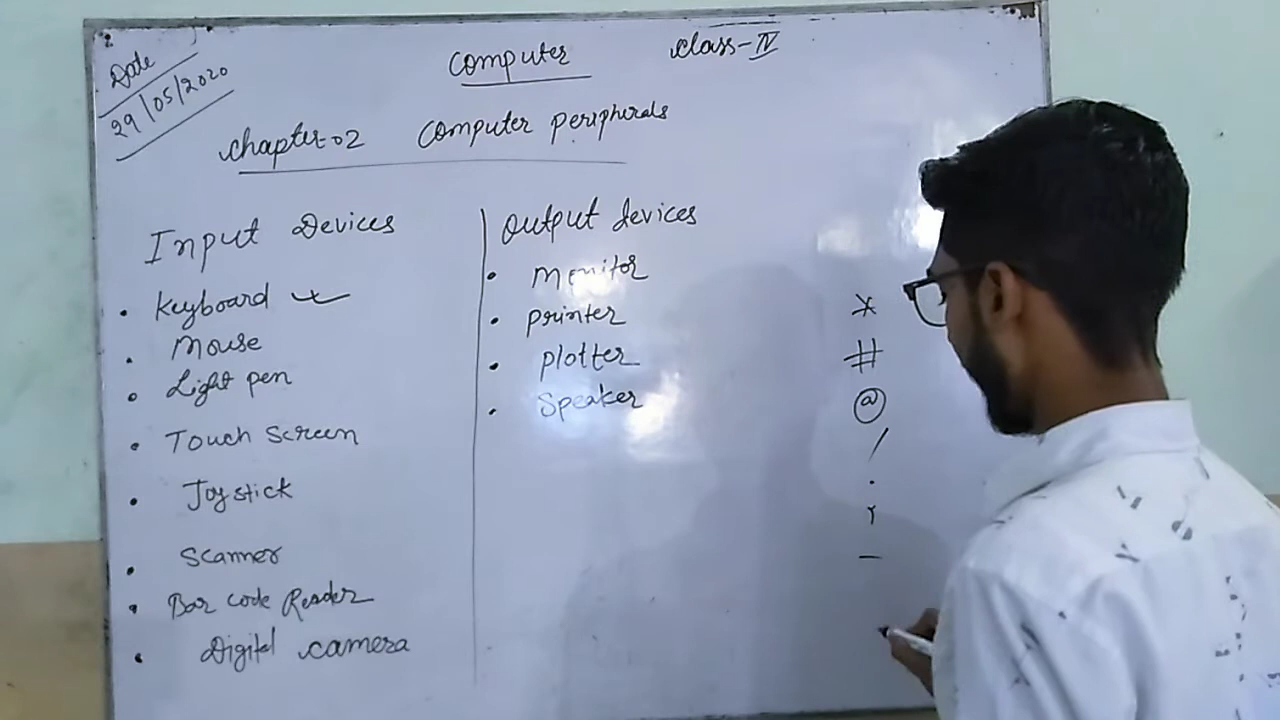 Date
29/05/2020
Computer Class-IV
Chapter-02 Computer peripherals
Input Devices
• Keyboard
• Mouse
• Light pen
• Touch Screen
• Joystick
• Scanner
• Bar code Reader
• Digital camera
Output devices
• Monitor
• printer
• plotter
• Speaker
*
#
@
/
.
,
-